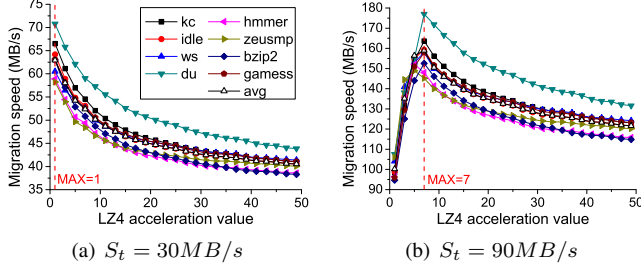 Migration speed (MB/s)
75
70
65
60
55
50
45
40
35
kc
idle
ws
du
hmmer
zeusmp
bzip2
gamess
avg
MAX=1
0 10 20 30 40 50
LZ4 acceleration value
(a) S_t = 30MB/s
Migration speed (MB/s)
180
170
160
150
140
130
120
110
100
90
MAX=7
0 10 20 30 40 50
LZ4 acceleration value
(b) S_t = 90MB/s